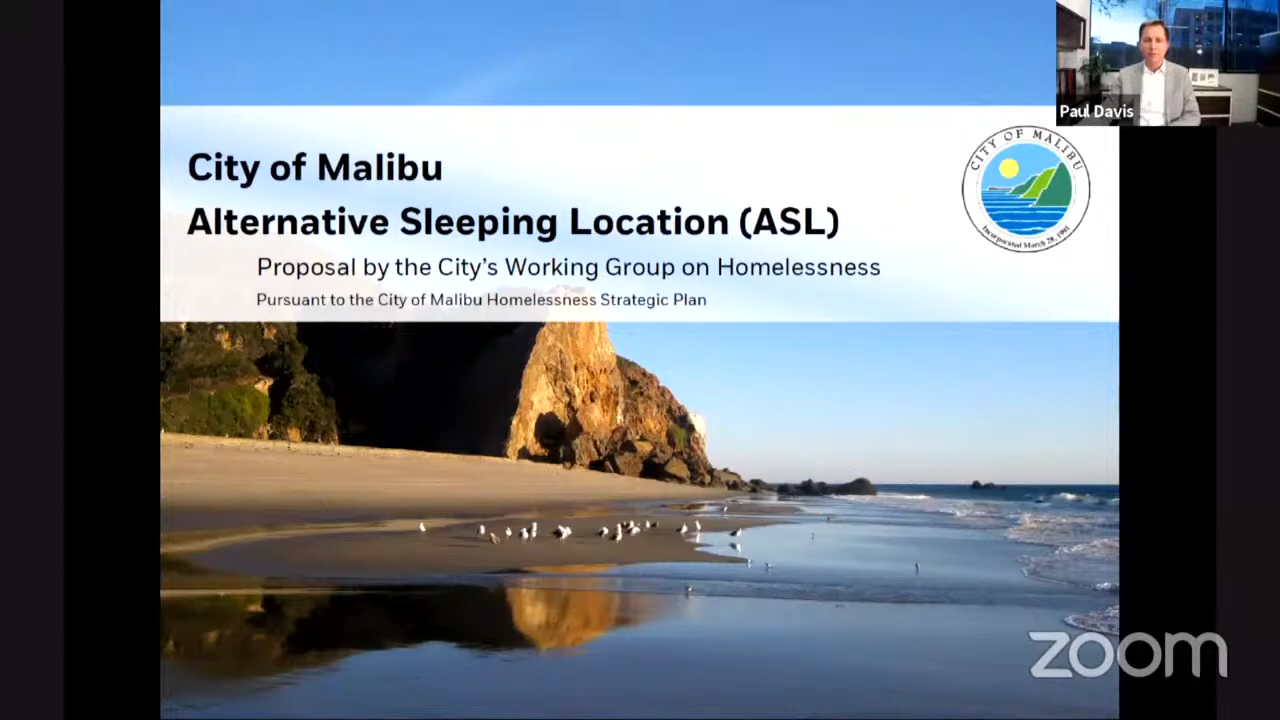 Paul Davis
City of Malibu
Alternative Sleeping Location (ASL)
Proposal by the City's Working Group on Homelessness
Pursuant to the City of Malibu Homelessness Strategic Plan
CITY OF MALIBU
Incorporated March 28, 1991
zoom